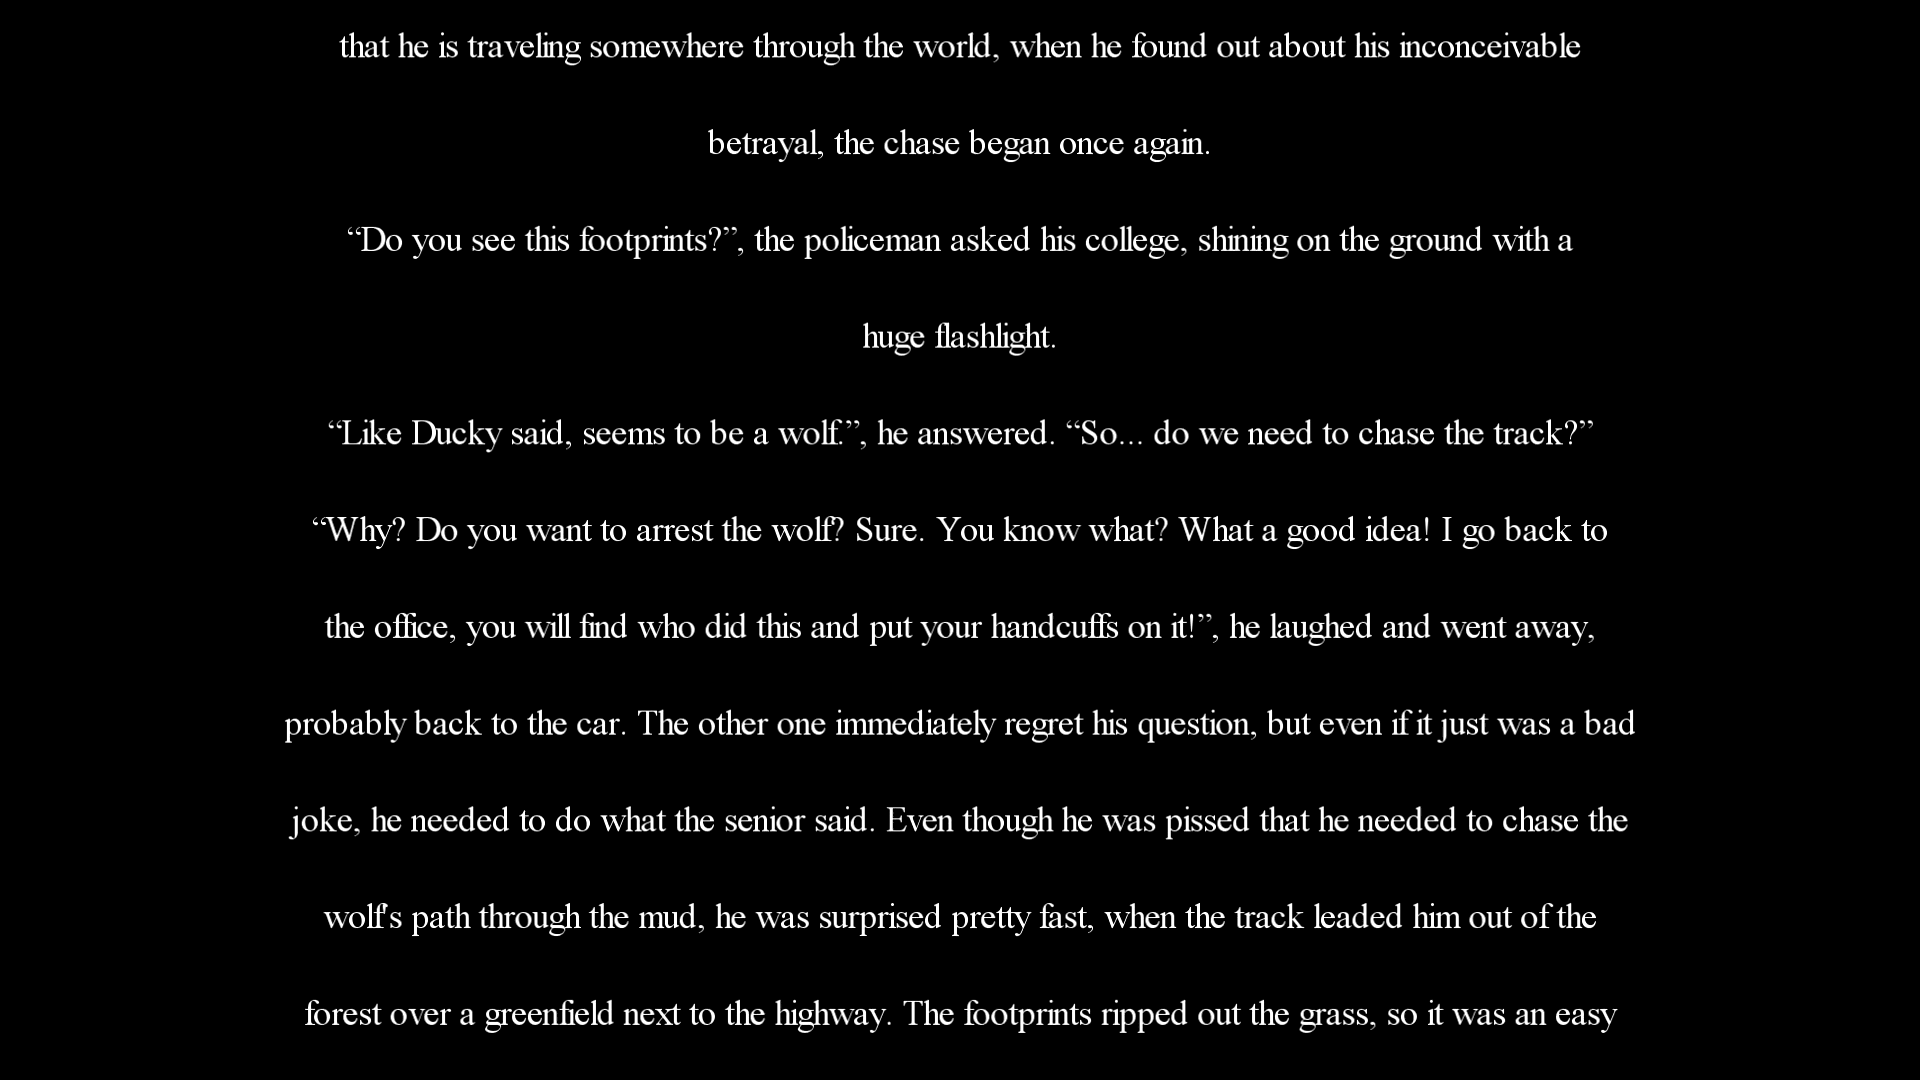 that he is traveling somewhere through the world, when he found out about his inconceivable
betrayal, the chase began once again.
“Do you see this footprints?”, the policeman asked his college, shining on the ground with a
huge flashlight.
“Like Ducky said, seems to be a wolf.”, he answered. “So... do we need to chase the track?”
“Why? Do you want to arrest the wolf? Sure. You know what? What a good idea! I go back to
the office, you will find who did this and put your handcuffs on it!”, he laughed and went away,
probably back to the car. The other one immediately regret his question, but even if it just was a bad
joke, he needed to do what the senior said. Even though he was pissed that he needed to chase the
wolf's path through the mud, he was surprised pretty fast, when the track leaded him out of the
forest over a greenfield next to the highway. The footprints ripped out the grass, so it was an easy